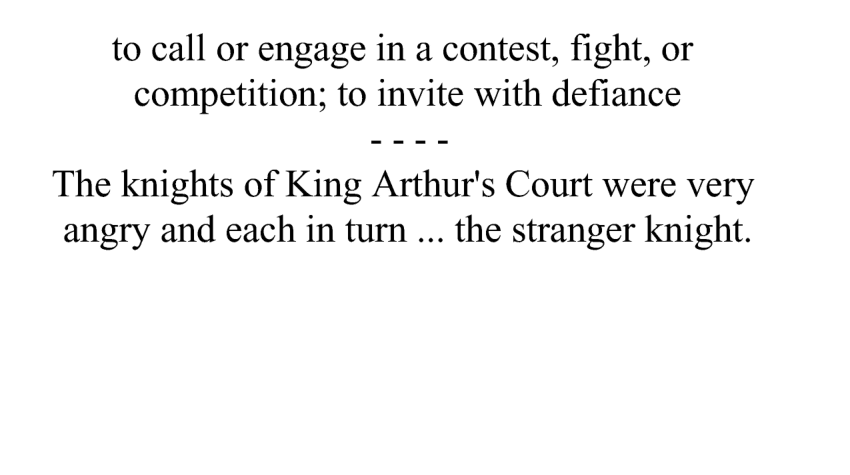 to call or engage in a contest, fight, or
competition; to invite with defiance
- - - -
The knights of King Arthur's Court were very
angry and each in turn ... the stranger knight.